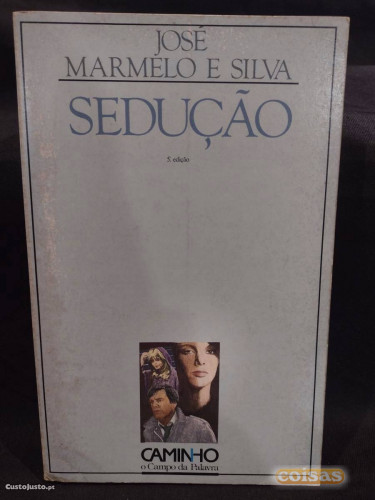 JOSÉ
MARMELO E SILVA
SEDUÇÃO
5.ª edição
CAMINHO
o Campo da Palavra
CustoJusto.pt
coisas